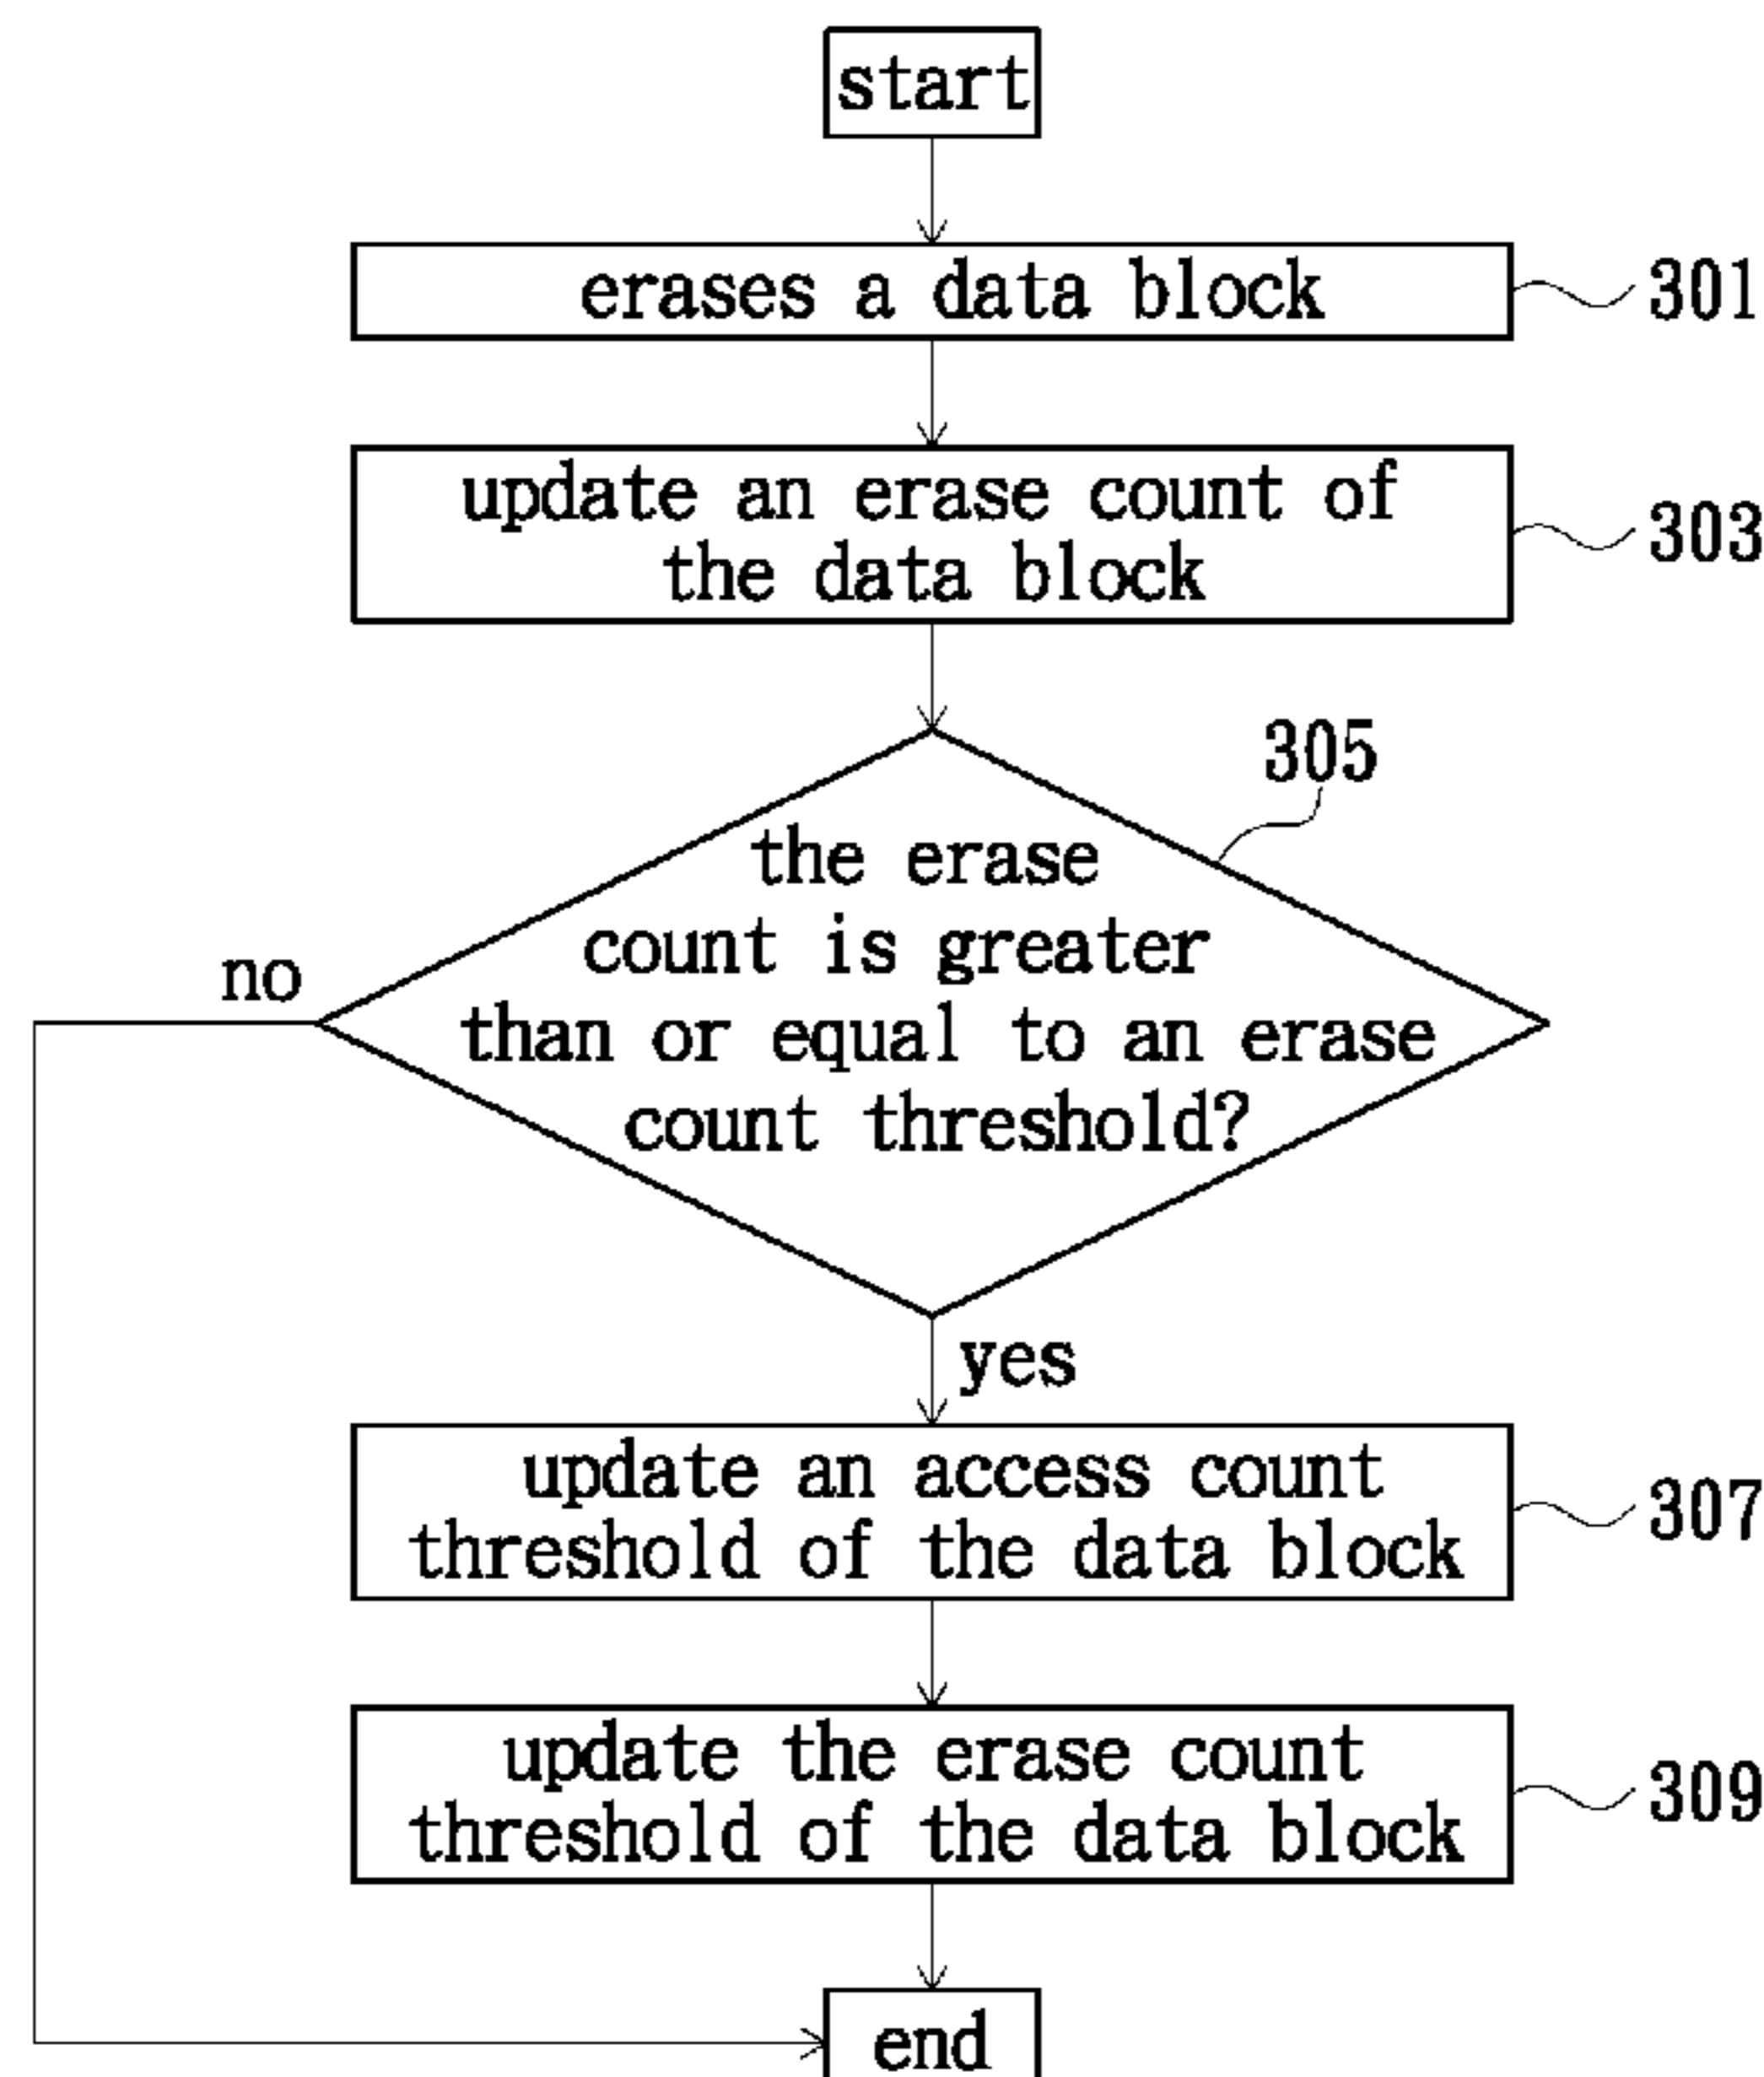 start
erases a data block
301
update an erase count of
the data block
303
305
the erase
count is greater
than or equal to an erase
count threshold?
no
yes
update an access count
threshold of the data block
307
update the erase count
threshold of the data block
309
end